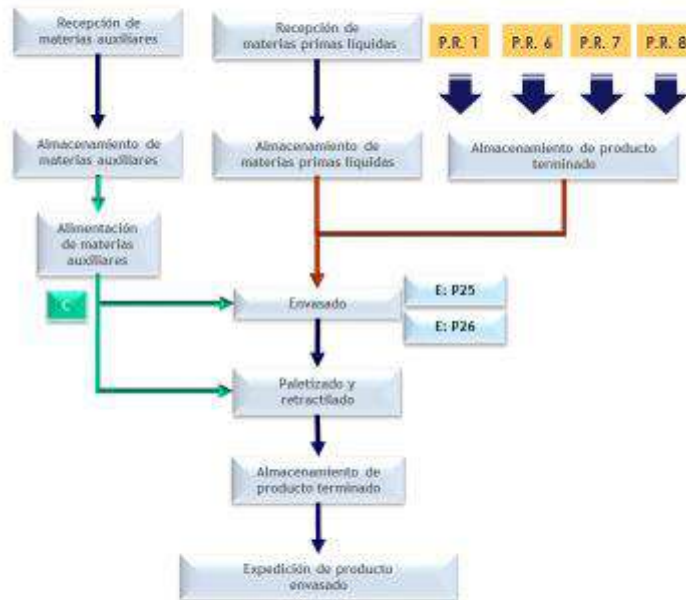 Recepción de
materias auxiliares
Recepción de
materias primas líquidas
P.R. 1
P.R. 6
P.R. 7
P.R. 8
Almacenamiento de
materias auxiliares
Almacenamiento de
materias primas líquidas
Almacenamiento de producto
terminado
Alimentación
de materias
auxiliares
C
Envasado
E: P25
E: P26
Paletizado y
retractilado
Almacenamiento de
producto terminado
Expedición de producto
envasado